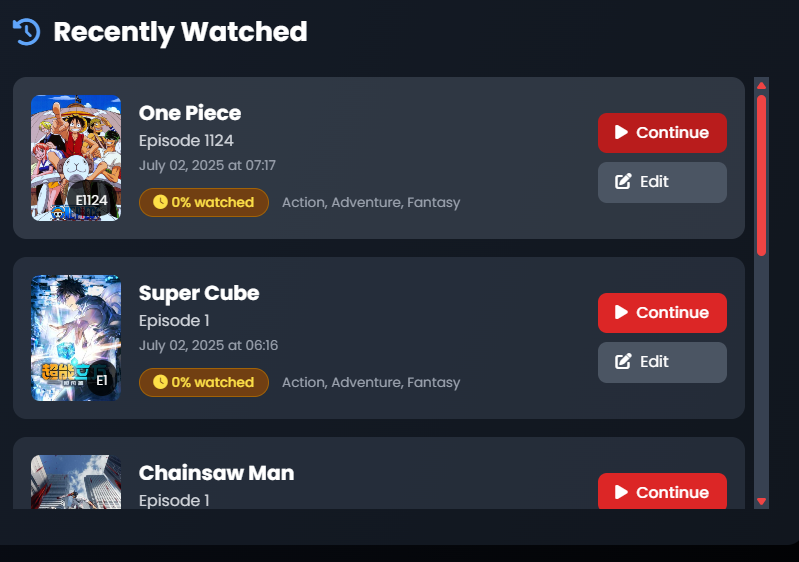 Recently Watched
One Piece
Episode 1124
July 02, 2025 at 07:17
0% watched
Action, Adventure, Fantasy
E1124
Continue
Edit
Super Cube
Episode 1
July 02, 2025 at 06:16
0% watched
Action, Adventure, Fantasy
E1
Continue
Edit
Chainsaw Man
Episode 1
Continue